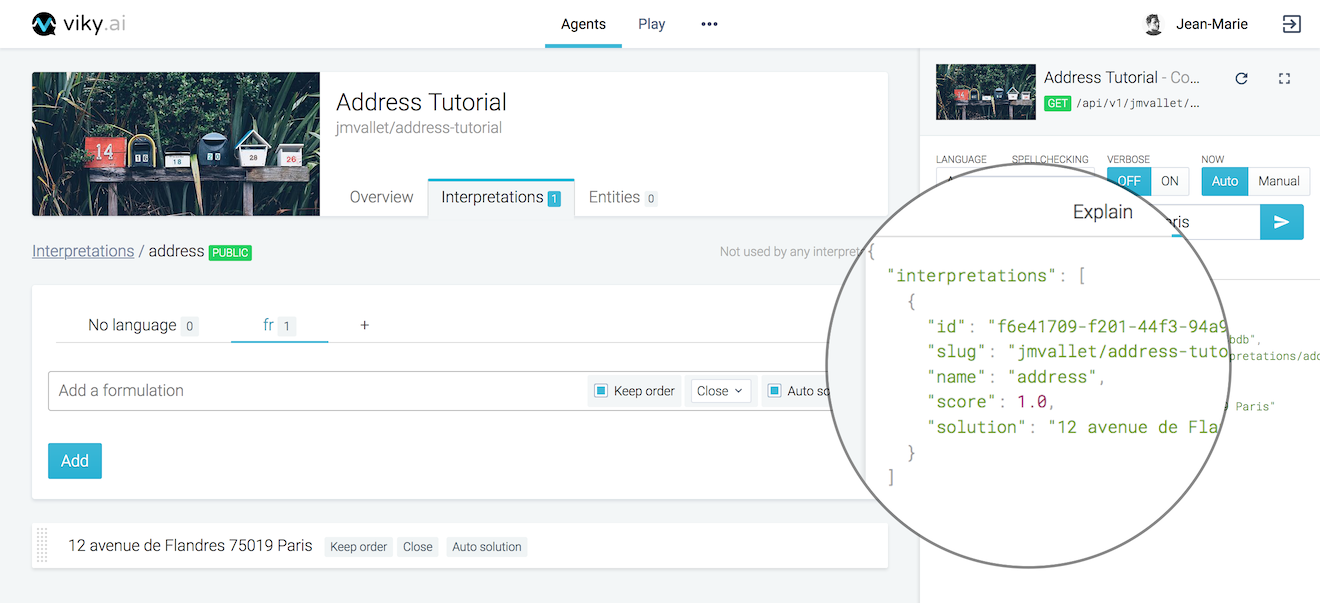 viky.ai
Agents Play ••• Jean-Marie
Address Tutorial
jmvallet/address-tutorial
14 16 18 20 28 26
Overview Interpretations 1 Entities 0
Interpretations / address PUBLIC
Not used by any interpret
No language 0 fr 1 +
Add a formulation Keep order Close Auto so
Add
12 avenue de Flandres 75019 Paris Keep order Close Auto solution
Address Tutorial - Co...
GET /api/v1/jmvallet/...
LANGUAGE SPELLCHECKING VERBOSE NOW
OFF ON Auto Manual
ris
Explain
{
"interpretations": [
{
"id": "f6e41709-f201-44f3-94a9
bdb",
"slug": "jmvallet/address-tuto
pretations/add
"name": "address",
"score": 1.0,
Paris"
"solution": "12 avenue de Fla
}
]